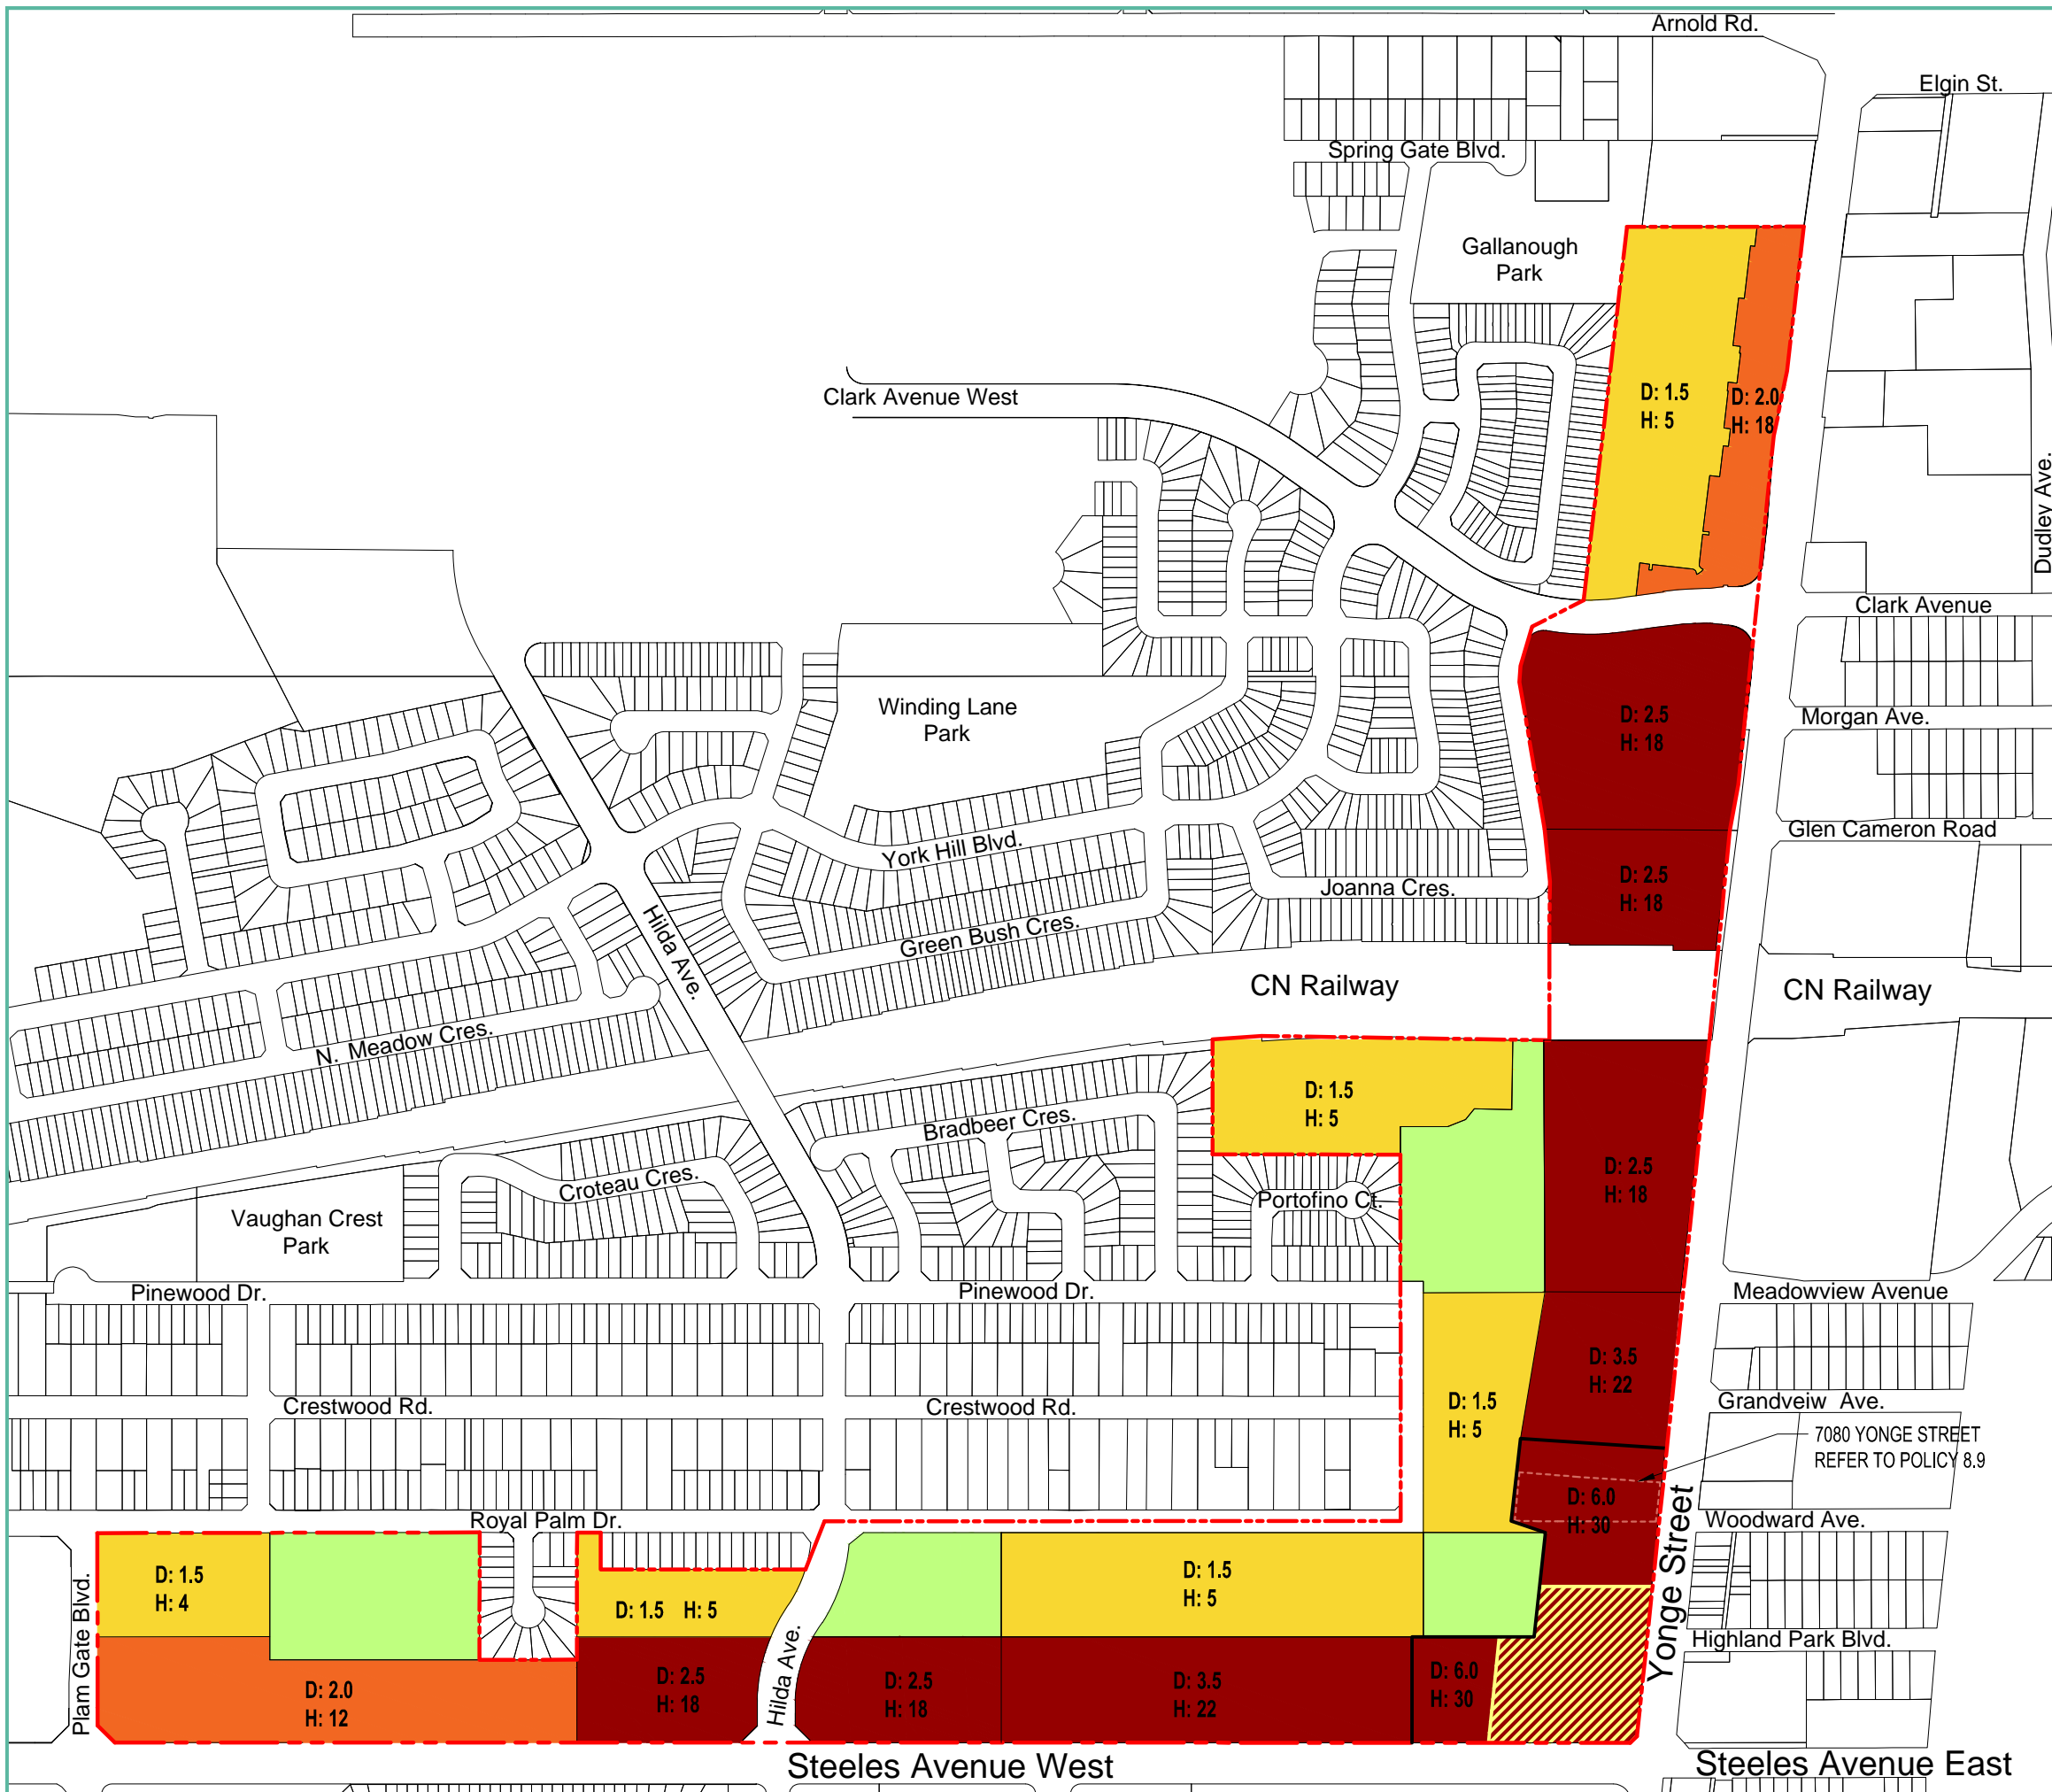 Arnold Rd.
Elgin St.
Spring Gate Blvd.
Gallanough
Park
Clark Avenue West
D: 1.5
H: 5
D: 2.0
H: 18
Dudley Ave.
Clark Avenue
Winding Lane
Park
D: 2.5
H: 18
Morgan Ave.
Glen Cameron Road
York Hill Blvd.
Joanna Cres.
D: 2.5
H: 18
Hilda Ave.
Green Bush Cres.
CN Railway
CN Railway
N. Meadow Cres.
D: 1.5
H: 5
Bradbeer Cres.
Croteau Cres.
Portofino Ct.
D: 2.5
H: 18
Vaughan Crest
Park
Pinewood Dr.
Pinewood Dr.
Meadowview Avenue
D: 3.5
H: 22
Crestwood Rd.
Crestwood Rd.
D: 1.5
H: 5
Grandveiw Ave.
7080 YONGE STREET
REFER TO POLICY 8.9
D: 6.0
H: 30
Royal Palm Dr.
Woodward Ave.
Yonge Street
Plam Gate Blvd.
D: 1.5
H: 4
D: 1.5 H: 5
D: 1.5
H: 5
Highland Park Blvd.
D: 2.0
H: 12
D: 2.5
H: 18
Hilda Ave.
D: 2.5
H: 18
D: 3.5
H: 22
D: 6.0
H: 30
Steeles Avenue West
Steeles Avenue East